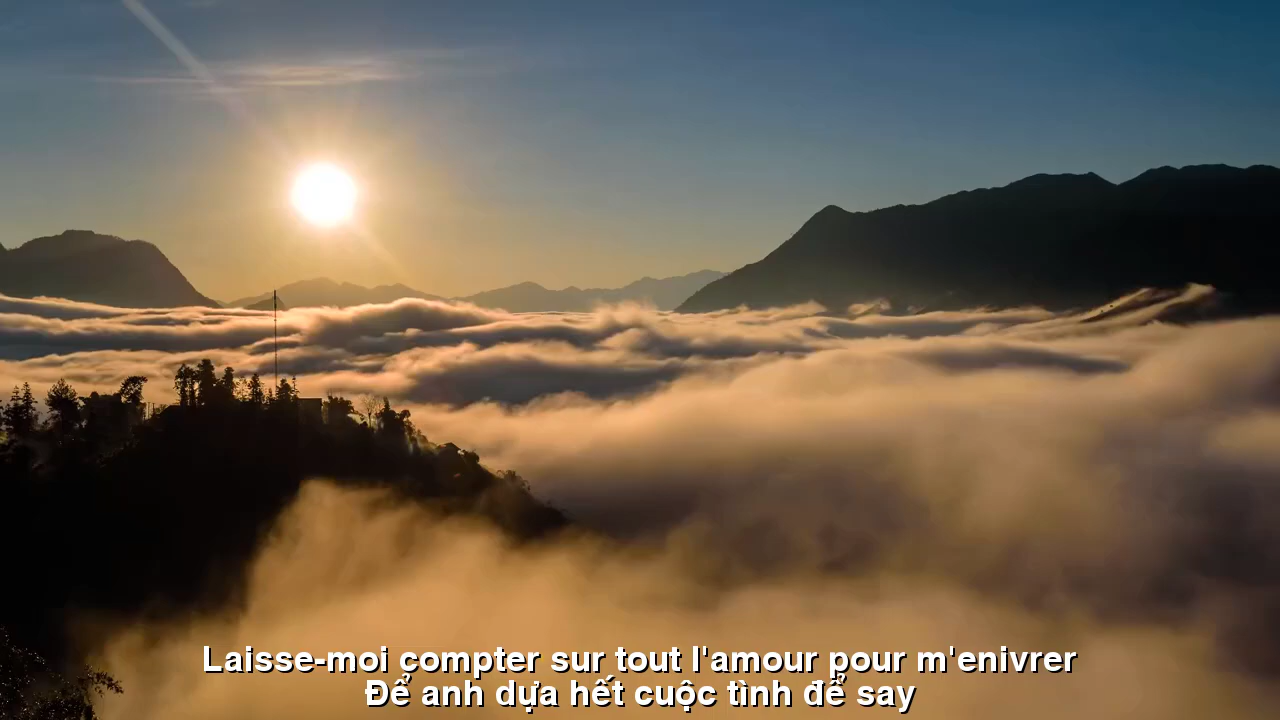 Laisse-moi compter sur tout l'amour pour m'enivrer
Để anh dựa hết cuộc tình để say